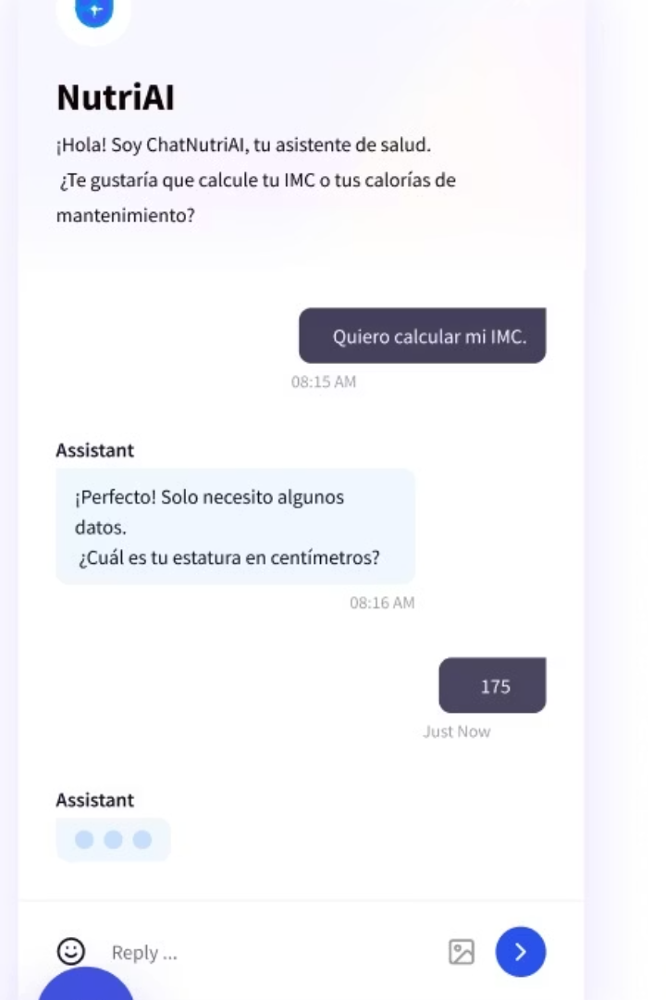 NutriAI
¡Hola! Soy ChatNutriAI, tu asistente de salud.
¿Te gustaría que calcule tu IMC o tus calorías de
mantenimiento?
Quiero calcular mi IMC.
08:15 AM
Assistant
¡Perfecto! Solo necesito algunos
datos.
¿Cuál es tu estatura en centímetros?
08:16 AM
175
Just Now
Assistant
Reply ...